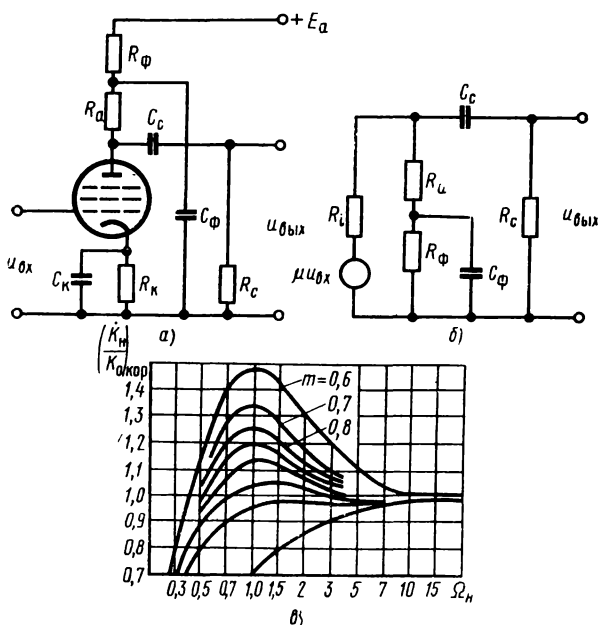 + Eₐ
Rф
Rа
Cс
Cф
uвх
Cк
Rк
uвых
Rс
а)
Cс
Rи
Ri
Rф
Cф
Rс
uвых
μuвх
б)
(K̇н/K₀)кор
m=0,6
0,7
0,8
1,4
1,3
1,2
1,1
1,0
0,9
0,8
0,7
0,3 0,5 0,7 1,0 1,5 2 3 5 7 10 15 Ωн
в)